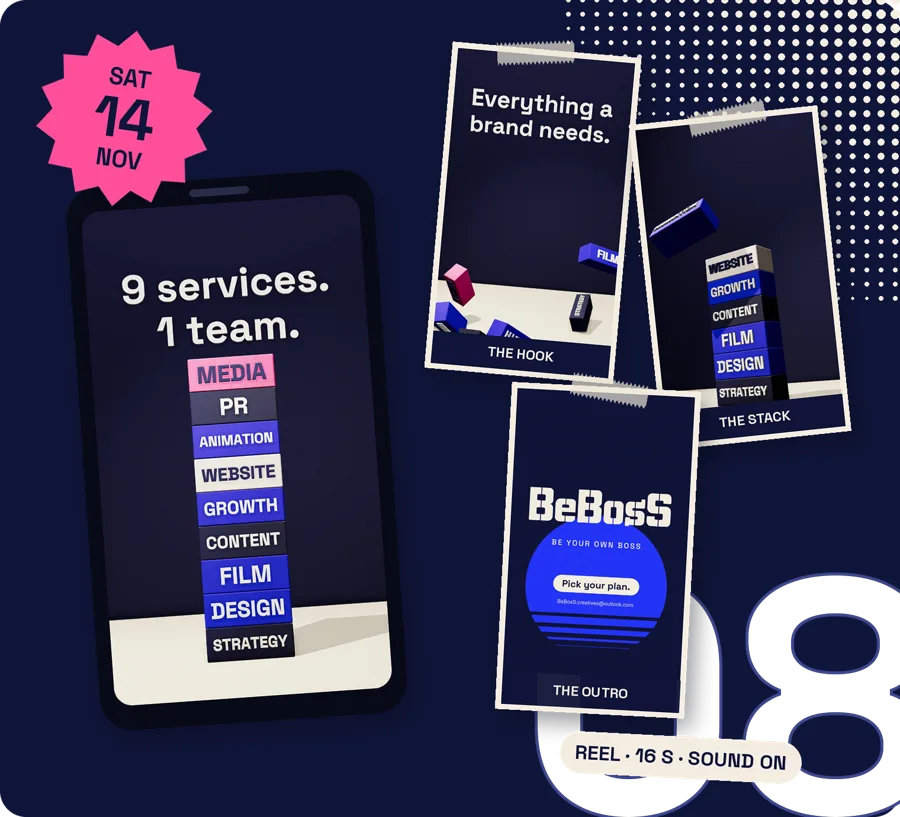 SAT
14
NOV
9 services.
1 team.
MEDIA
PR
ANIMATION
WEBSITE
GROWTH
CONTENT
FILM
DESIGN
STRATEGY
Everything a
brand needs.
FILM
STRATEGY
THE HOOK
WEBSITE
GROWTH
CONTENT
FILM
DESIGN
STRATEGY
THE STACK
BeBosS
BE YOUR OWN BOSS
Pick your plan.
BeBosS.creatives@outlook.com
THE OUTRO
08
REEL · 16 S · SOUND ON